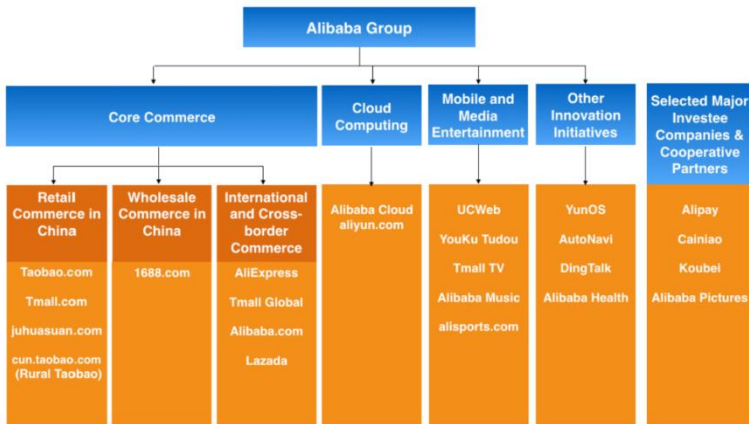 Alibaba Group
Core Commerce
Cloud
Computing
Mobile and
Media
Entertainment
Other
Innovation
Initiatives
Selected Major
Investee
Companies &
Cooperative
Partners
Retail
Commerce in
China
Taobao.com
Tmall.com
juhuasuan.com
cun.taobao.com
(Rural Taobao)
Wholesale
Commerce in
China
1688.com
International
and Cross-
border
Commerce
AliExpress
Tmall Global
Alibaba.com
Lazada
Alibaba Cloud
aliyun.com
UCWeb
YouKu Tudou
Tmall TV
Alibaba Music
alisports.com
YunOS
AutoNavi
DingTalk
Alibaba Health
Alipay
Cainiao
Koubei
Alibaba Pictures